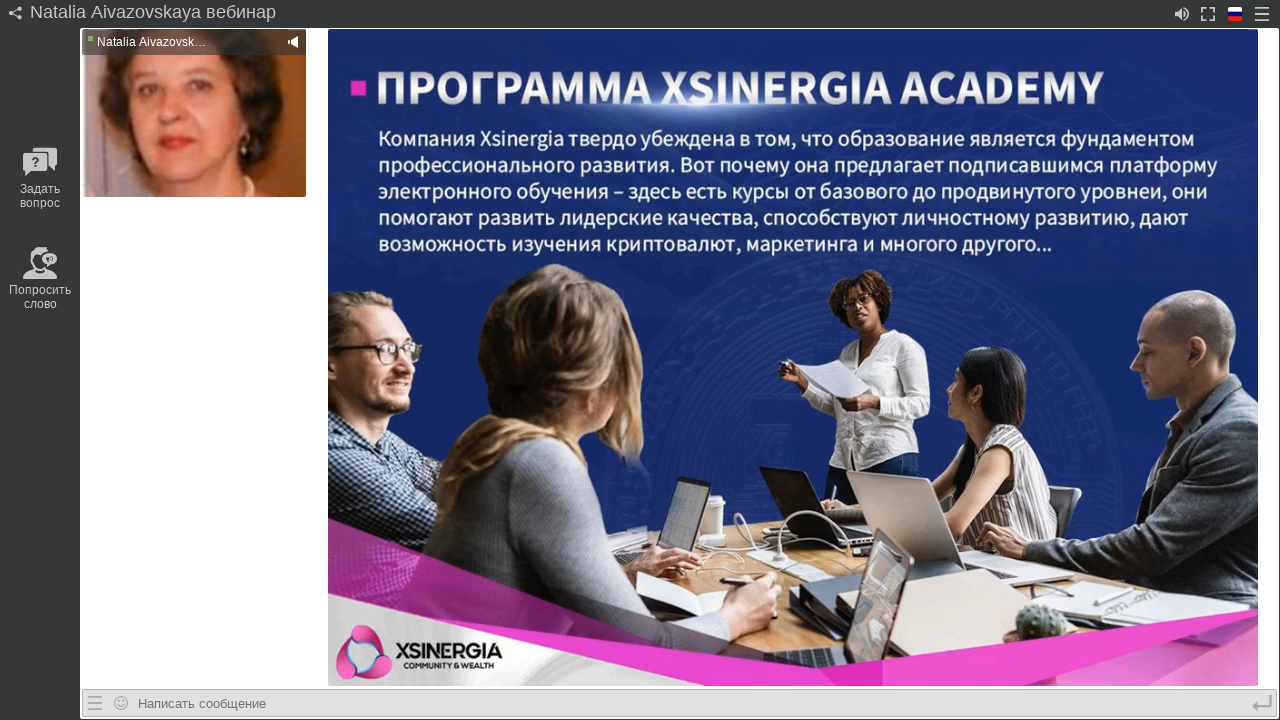 Natalia Aivazovskaya вебинар
Natalia Aivazovsk…
Задать
вопрос
Попросить
слово
ПРОГРАММА XSINERGIA ACADEMY
Компания Xsinergia твердо убеждена в том, что образование является фундаментом
профессионального развития. Вот почему она предлагает подписавшимся платформу
электронного обучения – здесь есть курсы от базового до продвинутого уровнеи, они
помогают развить лидерские качества, способствуют личностному развитию, дают
возможность изучения криптовалют, маркетинга и многого другого...
XSINERGIA
COMMUNITY & WEALTH
Написать сообщение